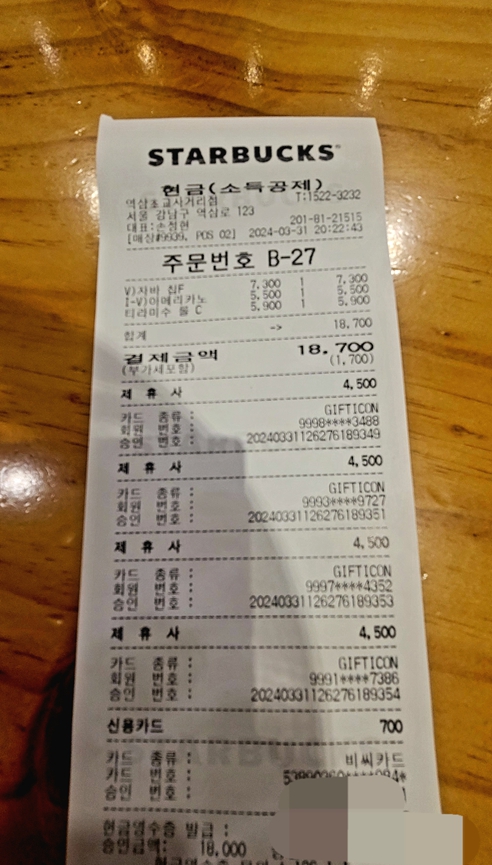 STARBUCKS
현금(소득공제)
역삼초교사거리점 T:1522-3232
서울 강남구 역삼로 123
대표:손정현 201-81-21515
[매장#9939, POS 02] 2024-03-31 20:22:43
주문번호 B-27
V)자바 칩F 7,300 1 7,300
I-V)아메리카노 5,500 1 5,500
티라미수 롤 C 5,900 1 5,900
합계 -> 18,700
결제금액 18,700
(부가세포함) (1,700)
제 휴 사 4,500
카드 종류 : GIFTICON
회원 번호 : 9998****3488
승인 번호 : 20240331126276189349
제 휴 사 4,500
카드 종류 : GIFTICON
회원 번호 : 9993****9727
승인 번호 : 20240331126276189351
제 휴 사 4,500
카드 종류 : GIFTICON
회원 번호 : 9997****4352
승인 번호 : 20240331126276189353
제 휴 사 4,500
카드 종류 : GIFTICON
회원 번호 : 9991****7386
승인 번호 : 20240331126276189354
신용카드 700
카드 종류 : 비씨카드
카드 번호 :
승인 번호 :
현금영수증 발급 :
승인금액: 18,000